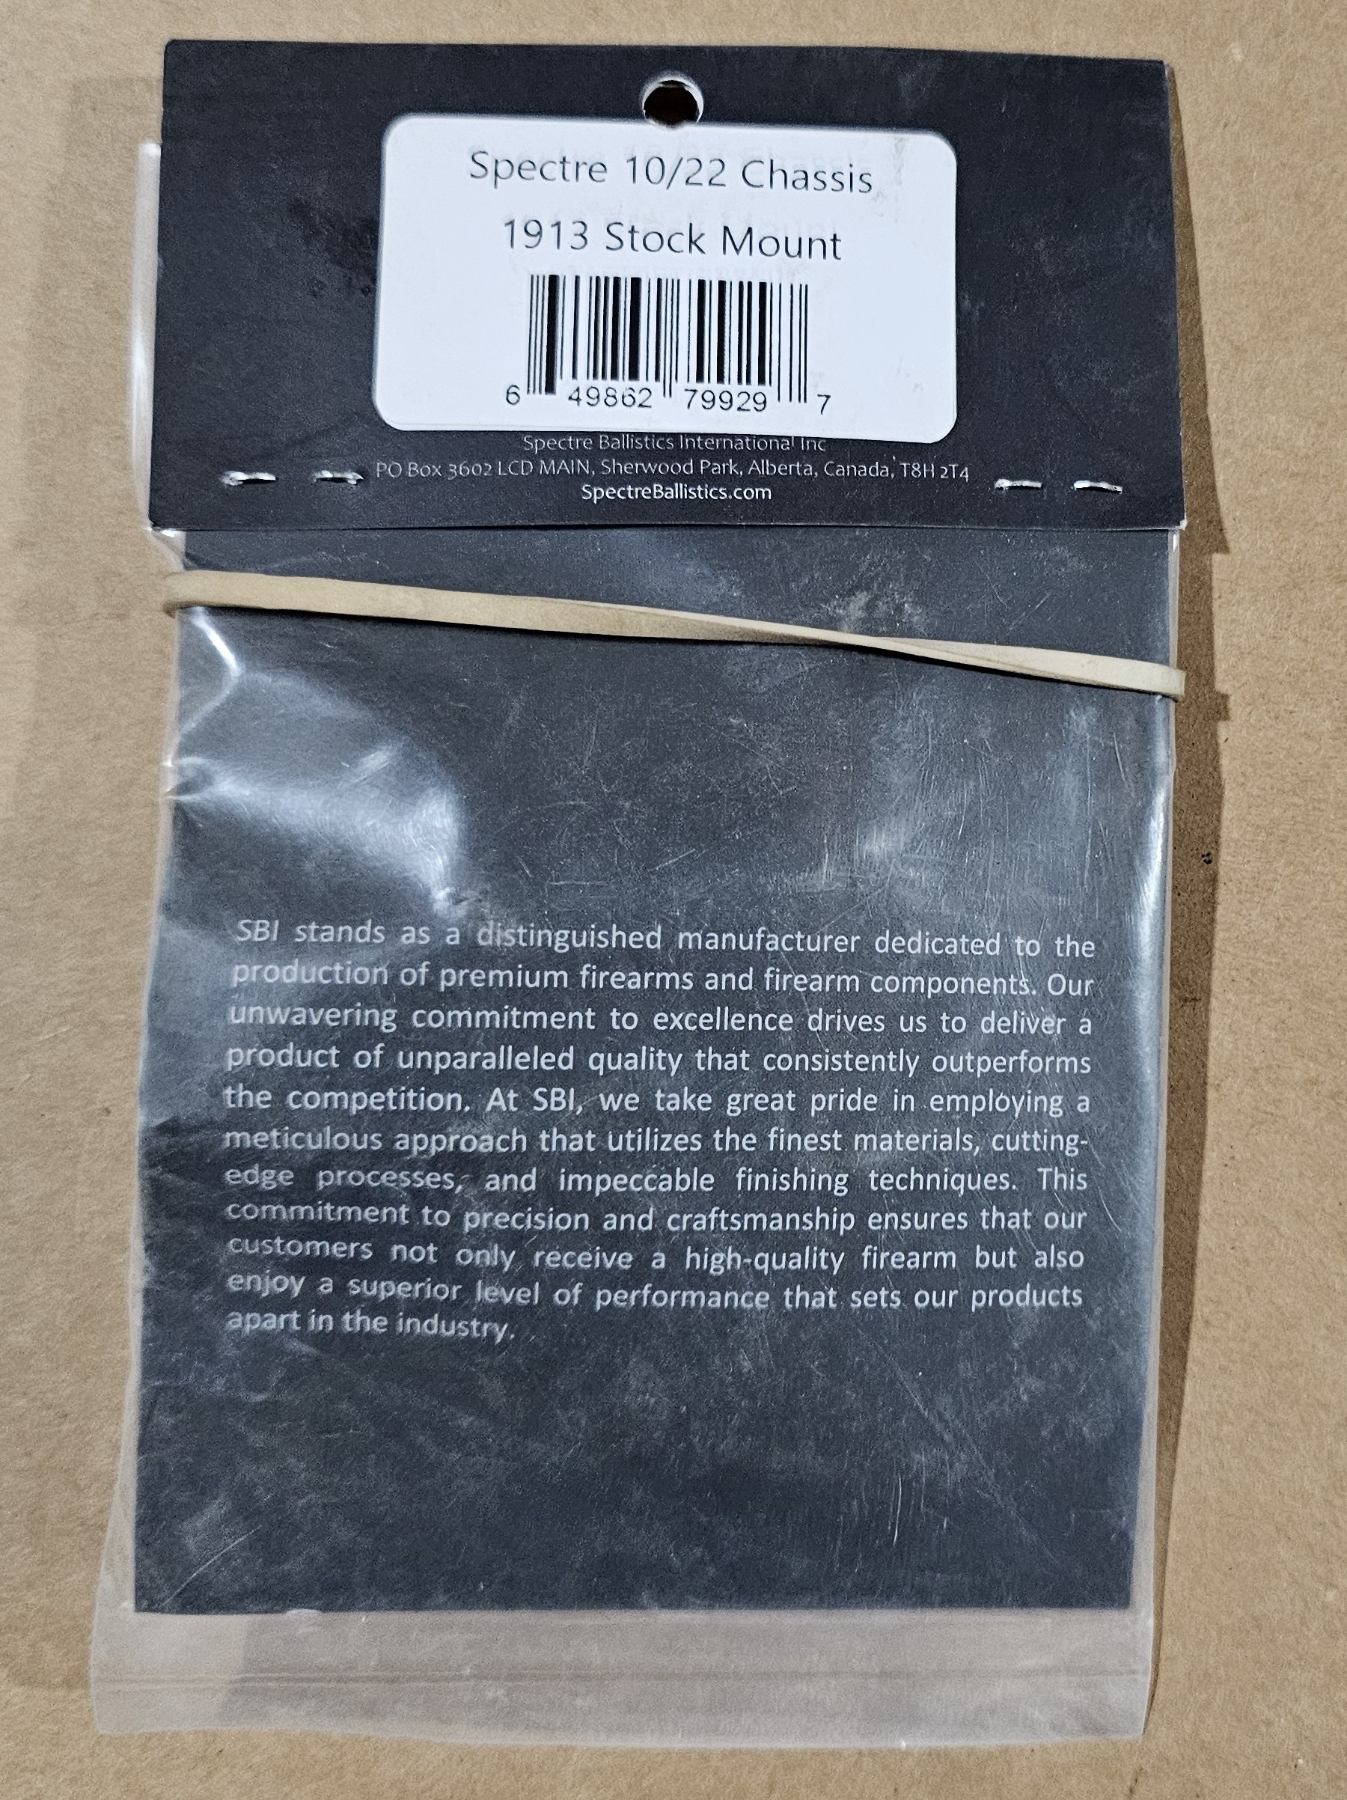 Spectre 10/22 Chassis
1913 Stock Mount
6 49862 79929 7
Spectre Ballistics International Inc
PO Box 3602 LCD MAIN, Sherwood Park, Alberta, Canada, T8H 2T4
SpectreBallistics.com
SBI stands as a distinguished manufacturer dedicated to the
production of premium firearms and firearm components. Our
unwavering commitment to excellence drives us to deliver a
product of unparalleled quality that consistently outperforms
the competition. At SBI, we take great pride in employing a
meticulous approach that utilizes the finest materials, cutting-
edge processes, and impeccable finishing techniques. This
commitment to precision and craftsmanship ensures that our
customers not only receive a high-quality firearm but also
enjoy a superior level of performance that sets our products
apart in the industry.